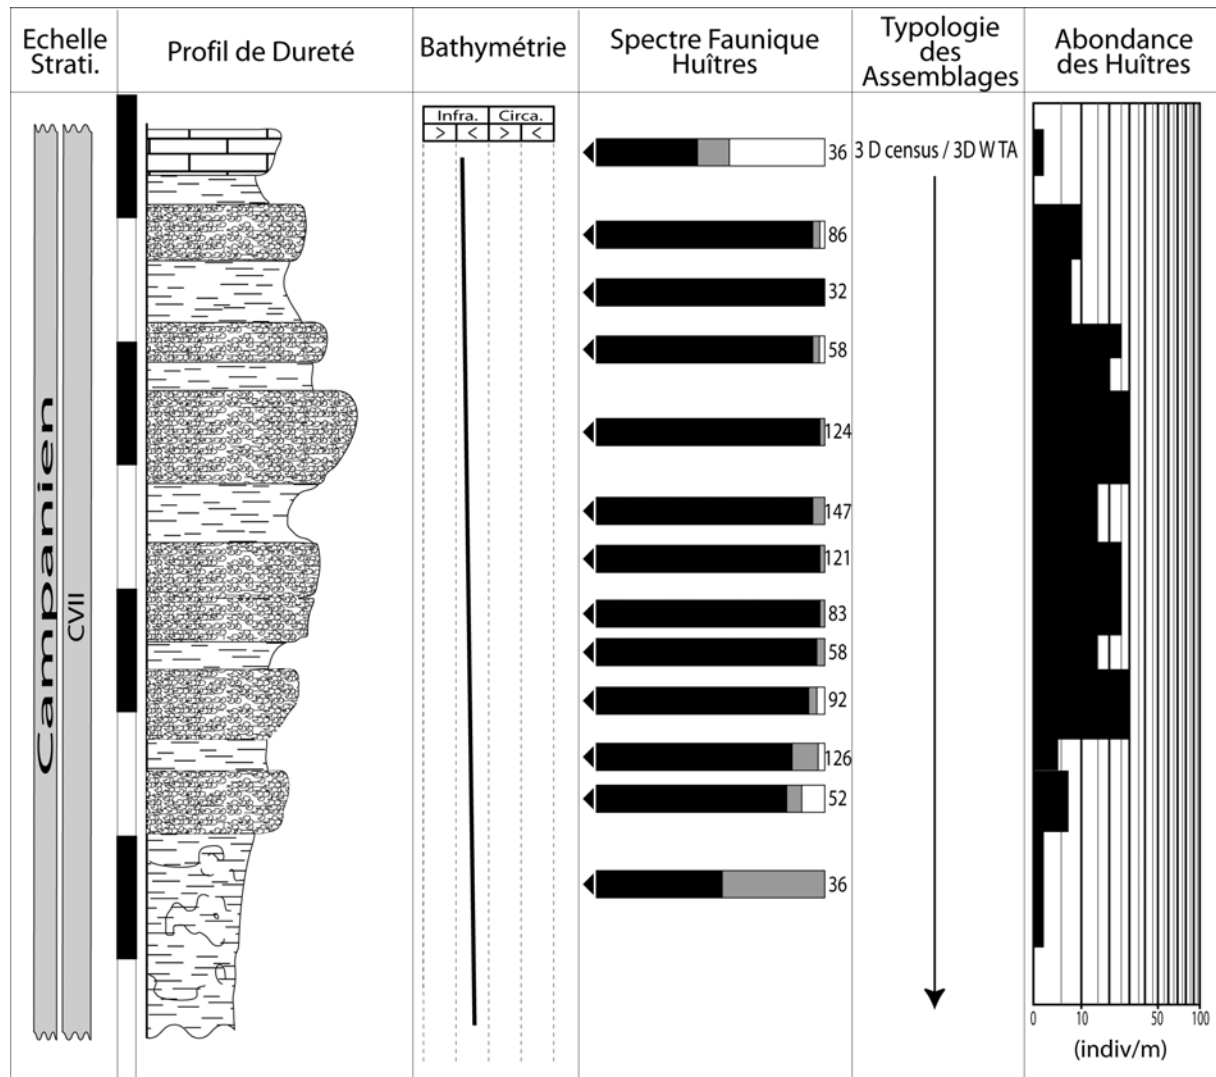 Echelle
Strati.
Profil de Dureté
Bathymétrie
Spectre Faunique
Huîtres
Typologie
des
Assemblages
Abondance
des Huîtres
Infra. Circa.
> < > <
Campanien
CVII
36
3 D census / 3D W TA
86
32
58
124
147
121
83
58
92
126
52
36
0 10 50 100
(indiv/m)